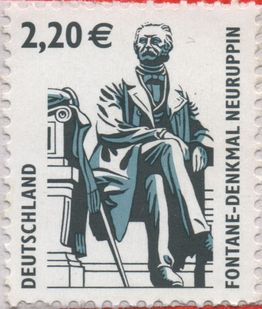 2,20 €
DEUTSCHLAND
FONTANE-DENKMAL NEURUPPIN